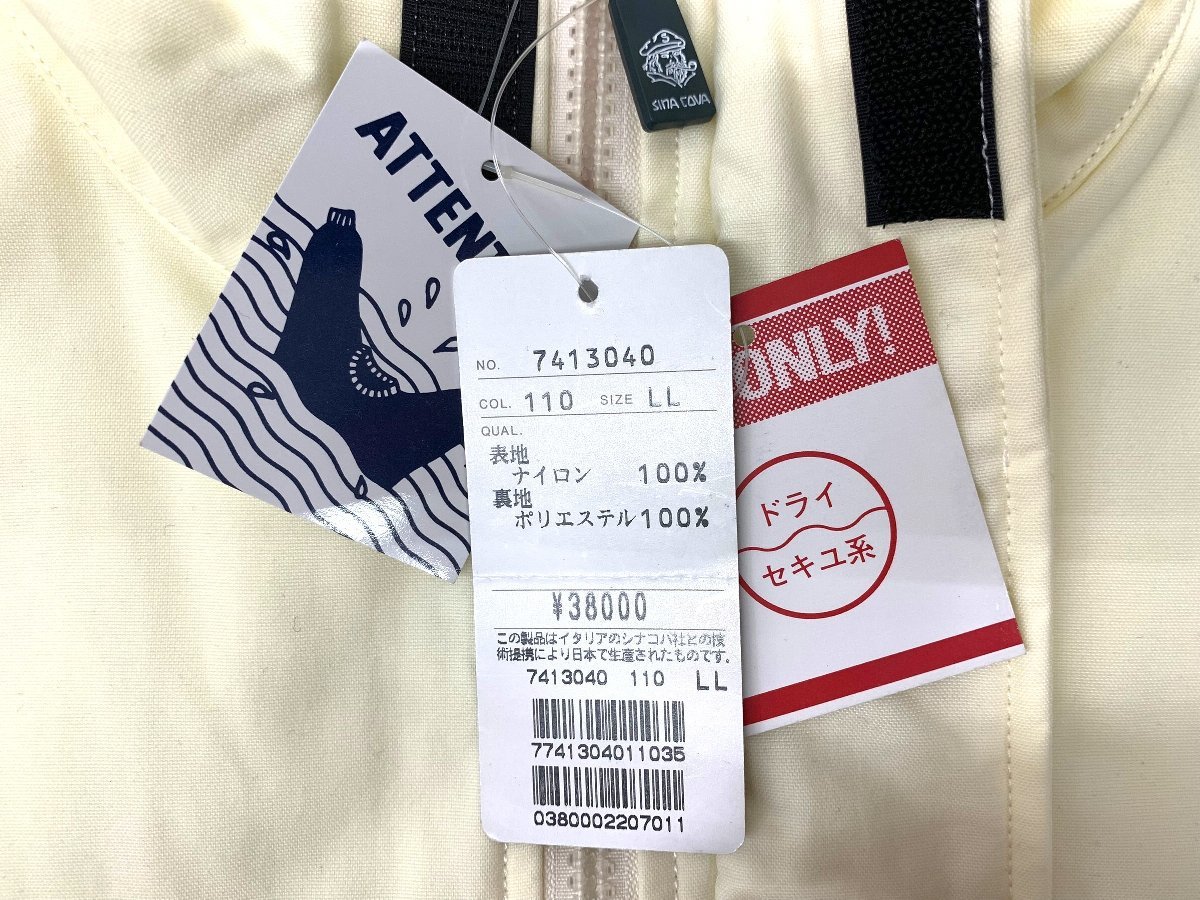 SINA COVA
ATTENT
NO. 7413040
COL. 110 SIZE LL
QUAL.
表地
ナイロン 100%
裏地
ポリエステル 100%
¥38000
この製品はイタリアのシナコバ社との技
術提携により日本で生産されたものです。
7413040 110 LL
7741304011035
0380002207011
ONLY!
ドライ
セキユ系